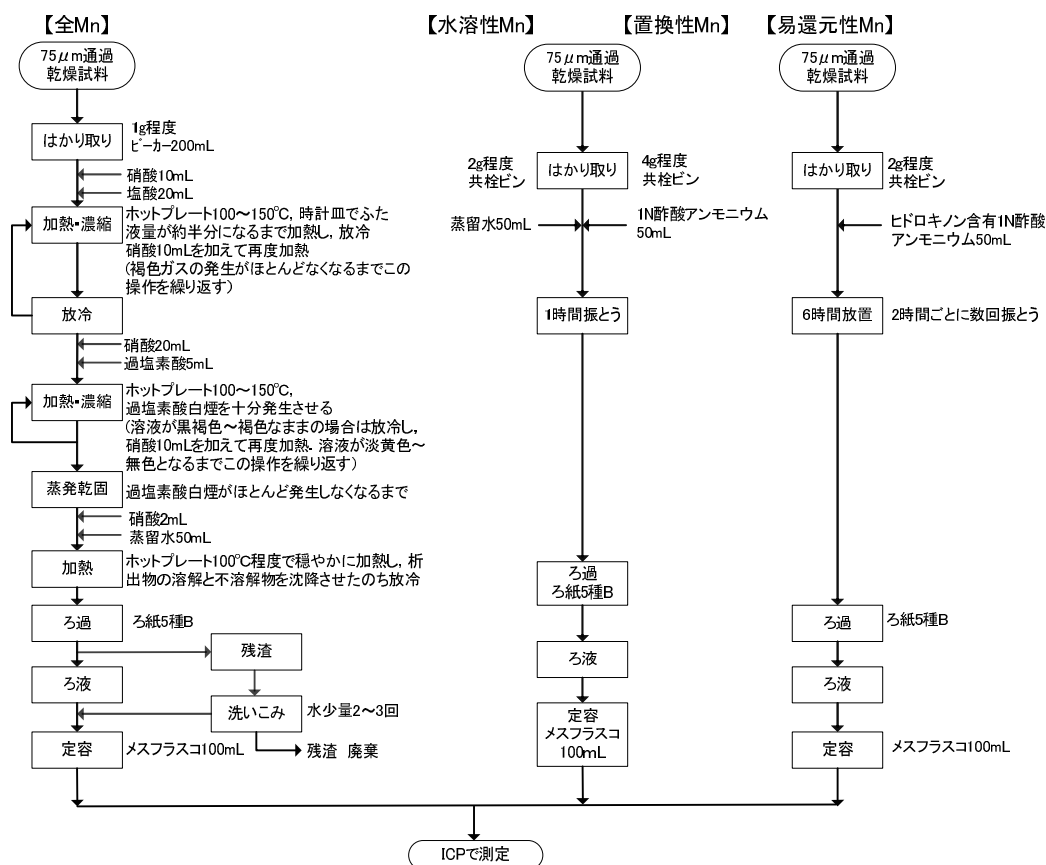 【全Mn】
75μm通過
乾燥試料
はかり取り
1g程度
ビーカー200mL
硝酸10mL
塩酸20mL
加熱・濃縮
ホットプレート100～150℃, 時計皿でふた
液量が約半分になるまで加熱し, 放冷
硝酸10mLを加えて再度加熱
(褐色ガスの発生がほとんどなくなるまでこの
操作を繰り返す)
放冷
硝酸20mL
過塩素酸5mL
加熱・濃縮
ホットプレート100～150℃,
過塩素酸白煙を十分発生させる
(溶液が黒褐色～褐色なままの場合は放冷し,
硝酸10mLを加えて再度加熱. 溶液が淡黄色～
無色となるまでこの操作を繰り返す)
蒸発乾固
過塩素酸白煙がほとんど発生しなくなるまで
硝酸2mL
蒸留水50mL
加熱
ホットプレート100℃程度で穏やかに加熱し, 析
出物の溶解と不溶解物を沈降させたのち放冷
ろ過
ろ紙5種B
残渣
ろ液
洗いこみ
水少量2～3回
残渣 廃棄
定容
メスフラスコ100mL
【水溶性Mn】
【置換性Mn】
75μm通過
乾燥試料
2g程度
共栓ビン
はかり取り
4g程度
共栓ビン
蒸留水50mL
1N酢酸アンモニウム
50mL
1時間振とう
ろ過
ろ紙5種B
ろ液
定容
メスフラスコ
100mL
【易還元性Mn】
75μm通過
乾燥試料
はかり取り
2g程度
共栓ビン
ヒドロキノン含有1N酢酸
アンモニウム50mL
6時間放置
2時間ごとに数回振とう
ろ過
ろ紙5種B
ろ液
定容
メスフラスコ100mL
ICPで測定